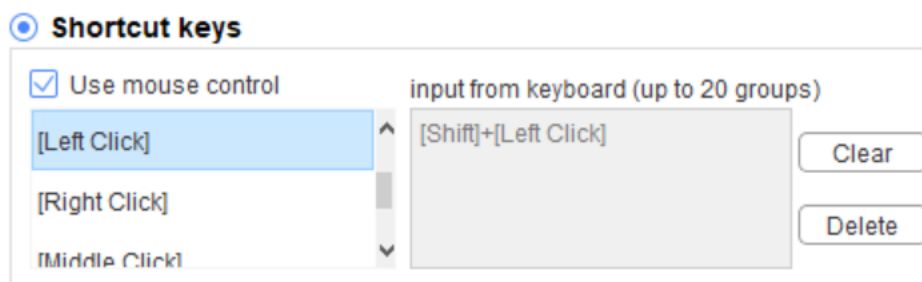 Shortcut keys
Use mouse control
input from keyboard (up to 20 groups)
[Left Click]
[Shift]+[Left Click]
Clear
[Right Click]
Delete
[Middle Click]